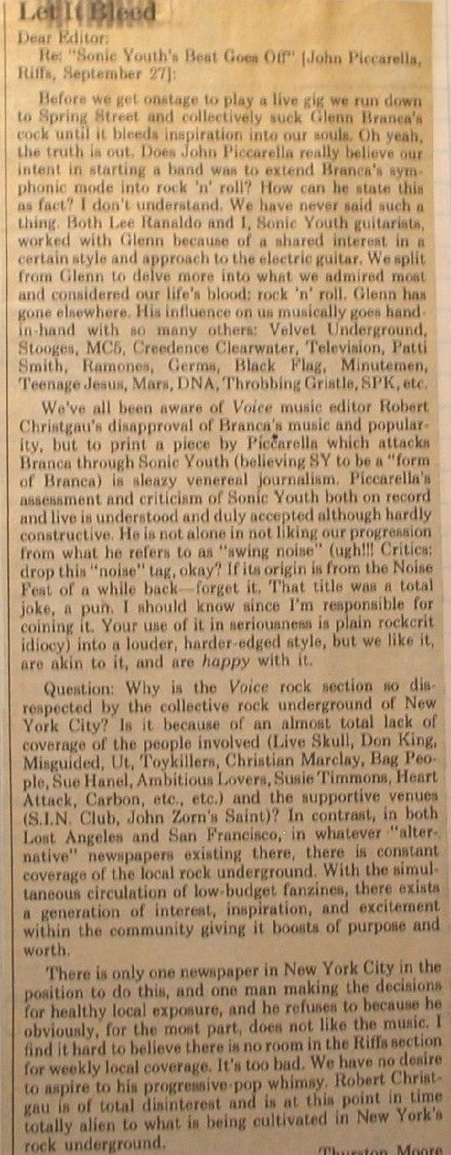 Let It Bleed
Dear Editor:
Re: "Sonic Youth's Beat Goes Off" [John Piccarella,
Riffs, September 27]:
Before we get onstage to play a live gig we run down
to Spring Street and collectively suck Glenn Branca's
cock until it bleeds inspiration into our souls. Oh yeah,
the truth is out. Does John Piccarella really believe our
intent in starting a band was to extend Branca's sym-
phonic mode into rock 'n' roll? How can he state this
as fact? I don't understand. We have never said such a
thing. Both Lee Ranaldo and I, Sonic Youth guitarists,
worked with Glenn because of a shared interest in a
certain style and approach to the electric guitar. We split
from Glenn to delve more into what we admired most
and considered our life's blood: rock 'n' roll. Glenn has
gone elsewhere. His influence on us musically goes hand-
in-hand with so many others: Velvet Underground,
Stooges, MC5, Creedence Clearwater, Television, Patti
Smith, Ramones, Germs, Black Flag, Minutemen,
Teenage Jesus, Mars, DNA, Throbbing Gristle, SPK, etc.
We've all been aware of Voice music editor Robert
Christgau's disapproval of Branca's music and popular-
ity, but to print a piece by Piccarella which attacks
Branca through Sonic Youth (believing SY to be a "form
of Branca) is sleazy venereal journalism. Piccarella's
assessment and criticism of Sonic Youth both on record
and live is understood and duly accepted although hardly
constructive. He is not alone in not liking our progression
from what he refers to as "swing noise" (ugh!!! Critics:
drop this "noise" tag, okay? If its origin is from the Noise
Fest of a while back—forget it. That title was a total
joke, a pun. I should know since I'm responsible for
coining it. Your use of it in seriousness is plain rockcrit
idiocy) into a louder, harder-edged style, but we like it,
are akin to it, and are happy with it.
Question: Why is the Voice rock section so dis-
respected by the collective rock underground of New
York City? Is it because of an almost total lack of
coverage of the people involved (Live Skull, Don King,
Misguided, Ut, Toykillers, Christian Marclay, Bag Peo-
ple, Sue Hanel, Ambitious Lovers, Susie Timmons, Heart
Attack, Carbon, etc., etc.) and the supportive venues
(S.I.N. Club, John Zorn's Saint)? In contrast, in both
Lost Angeles and San Francisco, in whatever "alter-
native" newspapers existing there, there is constant
coverage of the local rock underground. With the simul-
taneous circulation of low-budget fanzines, there exists
a generation of interest, inspiration, and excitement
within the community giving it boosts of purpose and
worth.
There is only one newspaper in New York City in the
position to do this, and one man making the decisions
for healthy local exposure, and he refuses to because he
obviously, for the most part, does not like the music. I
find it hard to believe there is no room in the Riffs section
for weekly local coverage. It's too bad. We have no desire
to aspire to his progressive-pop whimsy. Robert Christ-
gau is of total disinterest and is at this point in time
totally alien to what is being cultivated in New York's
rock underground.
Thurston Moore